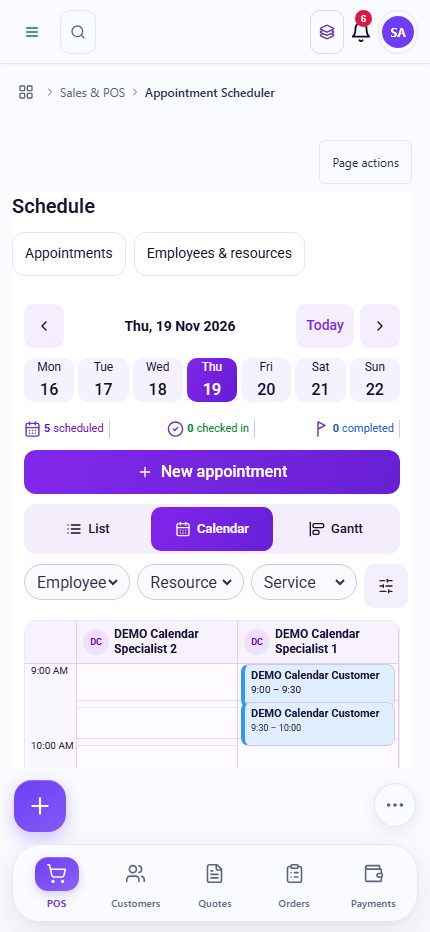 6
SA
Sales & POS
Appointment Scheduler
Page actions
Schedule
Appointments
Employees & resources
Thu, 19 Nov 2026
Today
Mon Tue Wed Thu Fri Sat Sun
16 17 18 19 20 21 22
5 scheduled
0 checked in
0 completed
New appointment
List
Calendar
Gantt
Employee
Resource
Service
DC
DEMO Calendar
Specialist 2
DC
DEMO Calendar
Specialist 1
9:00 AM
DEMO Calendar Customer
9:00 – 9:30
DEMO Calendar Customer
9:30 – 10:00
10:00 AM
POS
Customers
Quotes
Orders
Payments